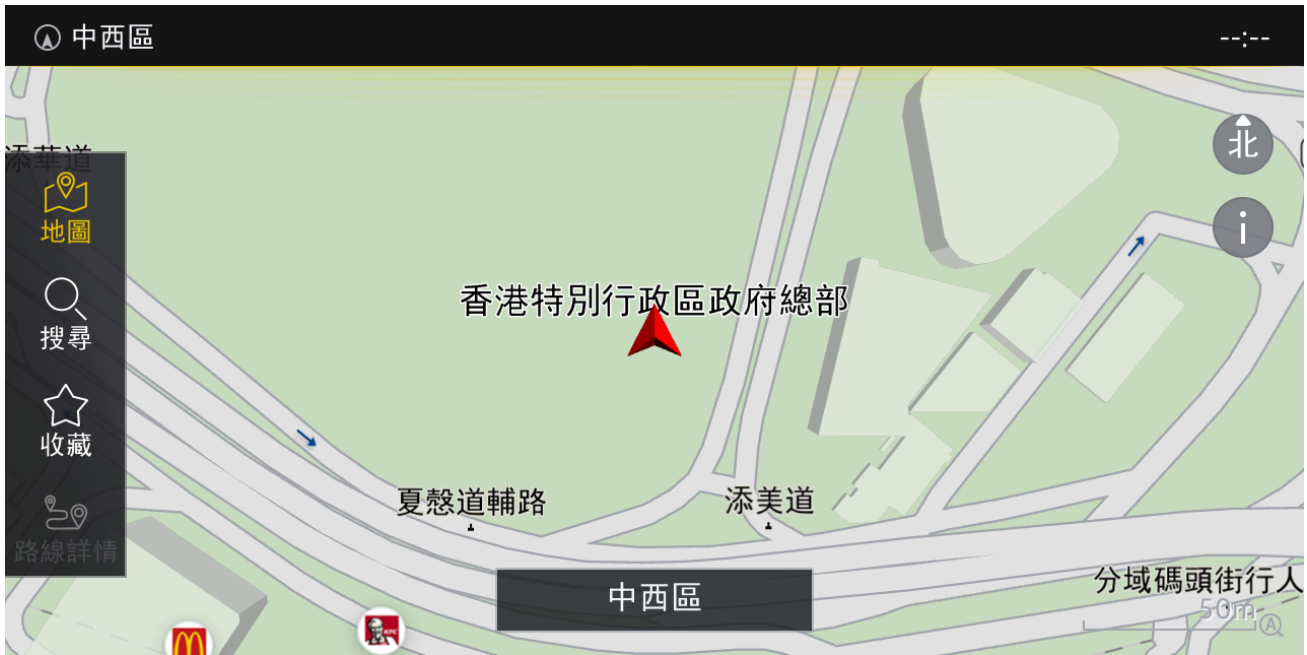 中西區
--:--
添華道
北
地圖
i
香港特別行政區政府總部
搜尋
收藏
夏慤道輔路
添美道
路線詳情
分域碼頭街行人
中西區
50m
A
KFC